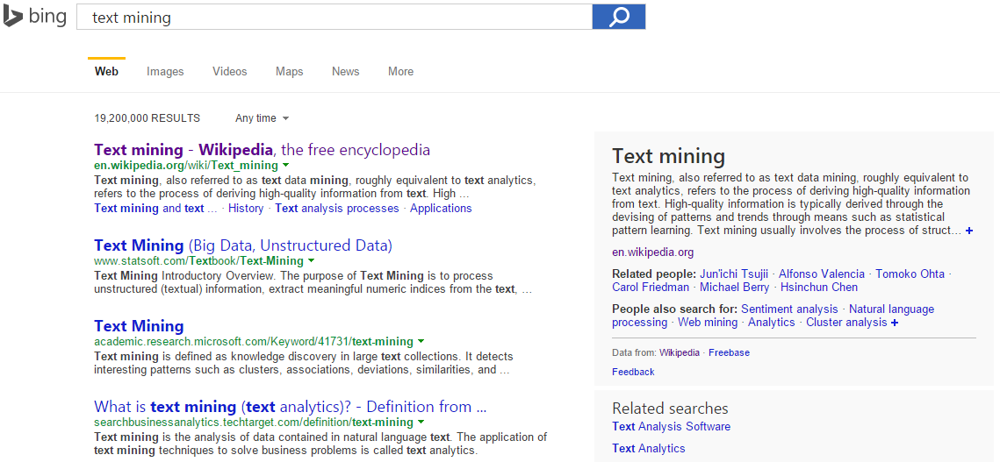 bing
text mining
Web Images Videos Maps News More
19,200,000 RESULTS Any time
Text mining - Wikipedia, the free encyclopedia
en.wikipedia.org/wiki/Text_mining
Text mining, also referred to as text data mining, roughly equivalent to text analytics,
refers to the process of deriving high-quality information from text. High ...
Text mining and text ... · History · Text analysis processes · Applications
Text Mining (Big Data, Unstructured Data)
www.statsoft.com/Textbook/Text-Mining
Text Mining Introductory Overview. The purpose of Text Mining is to process
unstructured (textual) information, extract meaningful numeric indices from the text, ...
Text Mining
academic.research.microsoft.com/Keyword/41731/text-mining
Text mining is defined as knowledge discovery in large text collections. It detects
interesting patterns such as clusters, associations, deviations, similarities, and ...
What is text mining (text analytics)? - Definition from ...
searchbusinessanalytics.techtarget.com/definition/text-mining
Text mining is the analysis of data contained in natural language text. The application of
text mining techniques to solve business problems is called text analytics.
Text mining
Text mining, also referred to as text data mining, roughly equivalent to
text analytics, refers to the process of deriving high-quality information
from text. High-quality information is typically derived through the
devising of patterns and trends through means such as statistical
pattern learning. Text mining usually involves the process of struct... +
en.wikipedia.org
Related people: Jun'ichi Tsujii · Alfonso Valencia · Tomoko Ohta ·
Carol Friedman · Michael Berry · Hsinchun Chen
People also search for: Sentiment analysis · Natural language
processing · Web mining · Analytics · Cluster analysis +
Data from: Wikipedia · Freebase
Feedback
Related searches
Text Analysis Software
Text Analytics